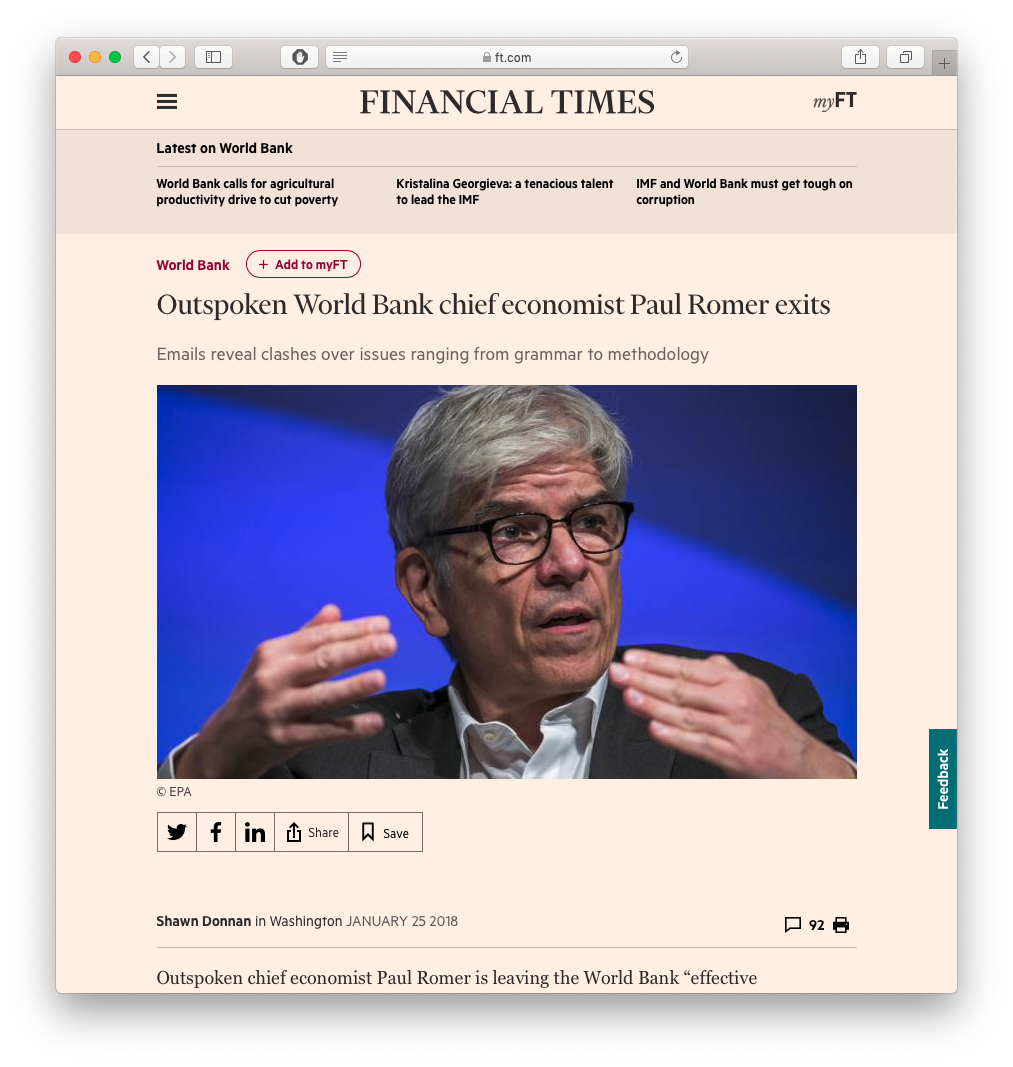 ft.com
FINANCIAL TIMES
myFT
Latest on World Bank
World Bank calls for agricultural
productivity drive to cut poverty
Kristalina Georgieva: a tenacious talent
to lead the IMF
IMF and World Bank must get tough on
corruption
World Bank
+ Add to myFT
Outspoken World Bank chief economist Paul Romer exits
Emails reveal clashes over issues ranging from grammar to methodology
© EPA
Share
Save
Feedback
Shawn Donnan in Washington JANUARY 25 2018
92
Outspoken chief economist Paul Romer is leaving the World Bank “effective